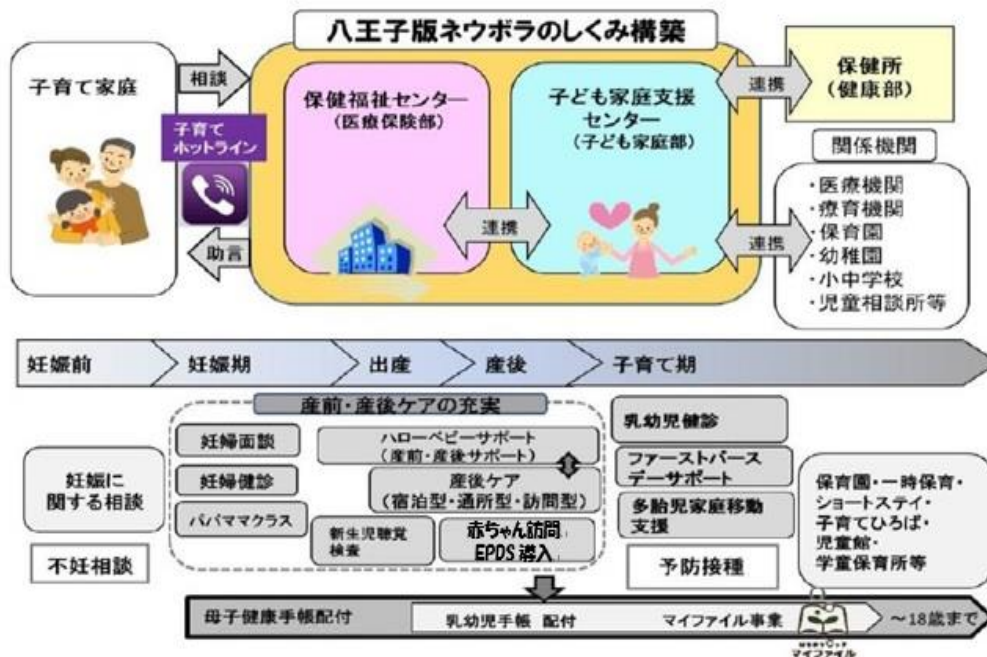 八王子版ネウボラのしくみ構築
子育て家庭
相談
子育て
ホットライン
助言
保健福祉センター
(医療保険部)
連携
子ども家庭支援
センター
(子ども家庭部)
連携
保健所
(健康部)
連携
関係機関
・医療機関
・療育機関
・保育園
・幼稚園
・小中学校
・児童相談所等
妊娠前
妊娠期
出産
産後
子育て期
産前・産後ケアの充実
妊娠に
関する相談
不妊相談
妊婦面談
妊婦健診
パパママクラス
ハローベビーサポート
(産前・産後サポート)
産後ケア
(宿泊型・通所型・訪問型)
新生児聴覚
検査
赤ちゃん訪問
EPDS 導入
乳幼児健診
ファーストバース
デーサポート
多胎児家庭移動
支援
予防接種
保育園・一時保育・
ショートステイ・
子育てひろば・
児童館・
学童保育所等
母子健康手帳配付
乳幼児手帳 配付
マイファイル事業
マイファイル
～18歳まで